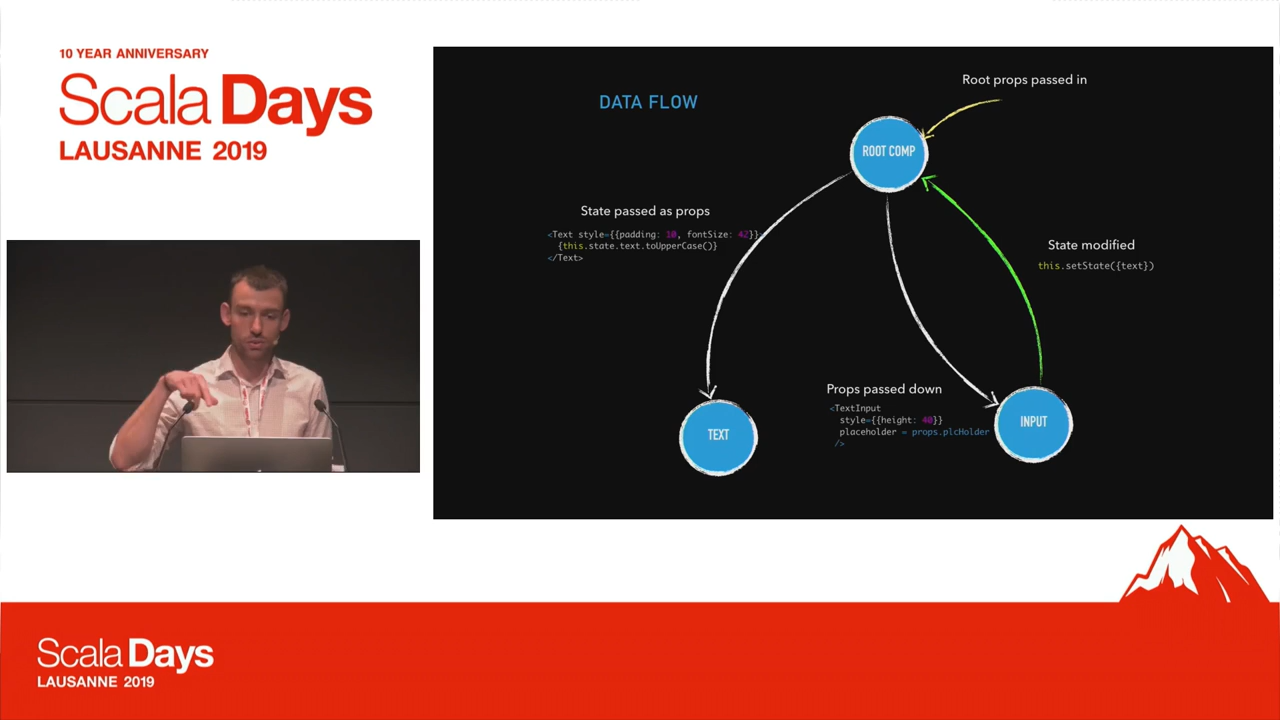 10 YEAR ANNIVERSARY
Scala Days
LAUSANNE 2019
DATA FLOW
Root props passed in
ROOT COMP
State passed as props
<Text style={{padding: 10, fontSize: 42}}>
{this.state.text.toUpperCase()}
</Text>
State modified
this.setState({text})
Props passed down
<TextInput
style={{height: 40}}
placeholder = props.plcHolder
/>
TEXT
INPUT
Scala Days
LAUSANNE 2019